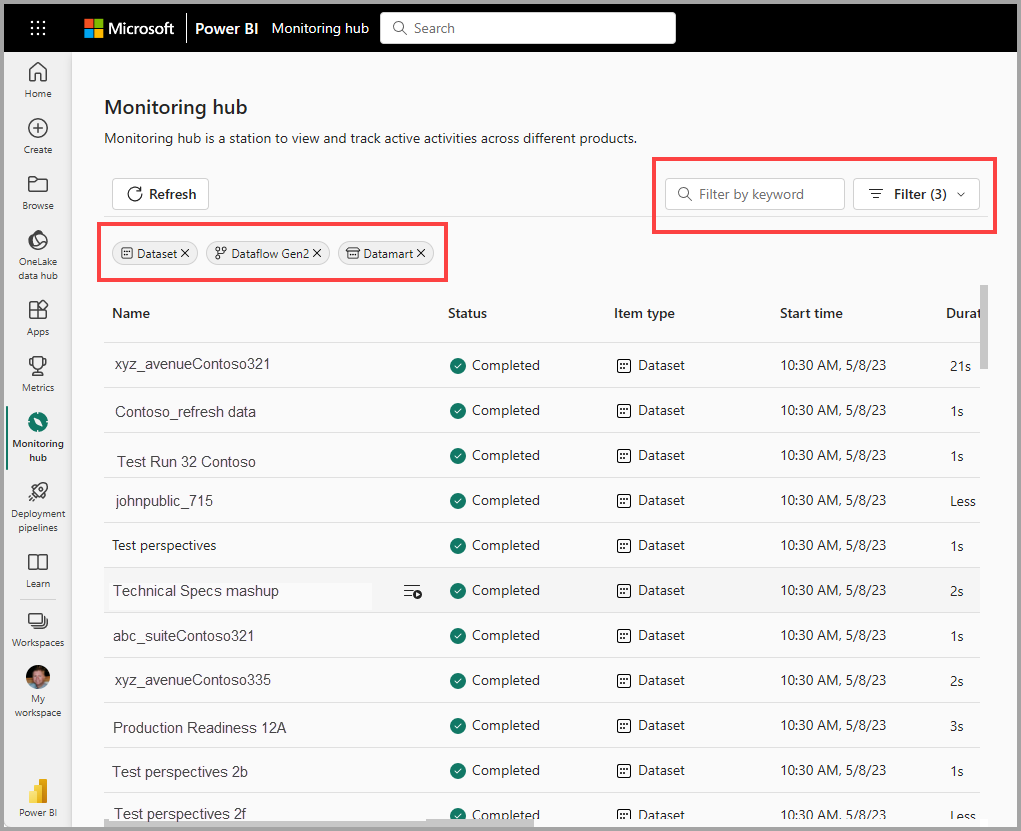 Microsoft Power BI Monitoring hub Search
Home
Create
Browse
OneLake
data hub
Apps
Metrics
Monitoring
hub
Deployment
pipelines
Learn
Workspaces
My
workspace
Power BI
Monitoring hub
Monitoring hub is a station to view and track active activities across different products.
Refresh Filter by keyword Filter (3)
Dataset Dataflow Gen2 Datamart
Name Status Item type Start time Durat
xyz_avenueContoso321 Completed Dataset 10:30 AM, 5/8/23 21s
Contoso_refresh data Completed Dataset 10:30 AM, 5/8/23 1s
Test Run 32 Contoso Completed Dataset 10:30 AM, 5/8/23 1s
johnpublic_715 Completed Dataset 10:30 AM, 5/8/23 Less
Test perspectives Completed Dataset 10:30 AM, 5/8/23 1s
Technical Specs mashup Completed Dataset 10:30 AM, 5/8/23 2s
abc_suiteContoso321 Completed Dataset 10:30 AM, 5/8/23 1s
xyz_avenueContoso335 Completed Dataset 10:30 AM, 5/8/23 2s
Production Readiness 12A Completed Dataset 10:30 AM, 5/8/23 3s
Test perspectives 2b Completed Dataset 10:30 AM, 5/8/23 1s
Test perspectives 2f Completed Dataset 10:30 AM, 5/8/23 Less